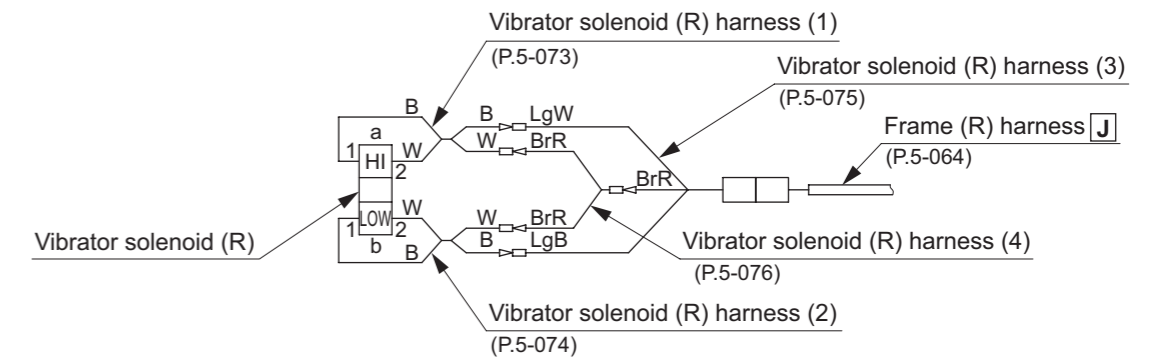 Vibrator solenoid (R) harness (1)
(P.5-073)
Vibrator solenoid (R) harness (3)
(P.5-075)
Frame (R) harness J
(P.5-064)
B
B LgW
a
1 HI W
2
W BrR
BrR
1 LOW W
2
b
B
W BrR
B LgB
Vibrator solenoid (R)
Vibrator solenoid (R) harness (4)
(P.5-076)
Vibrator solenoid (R) harness (2)
(P.5-074)